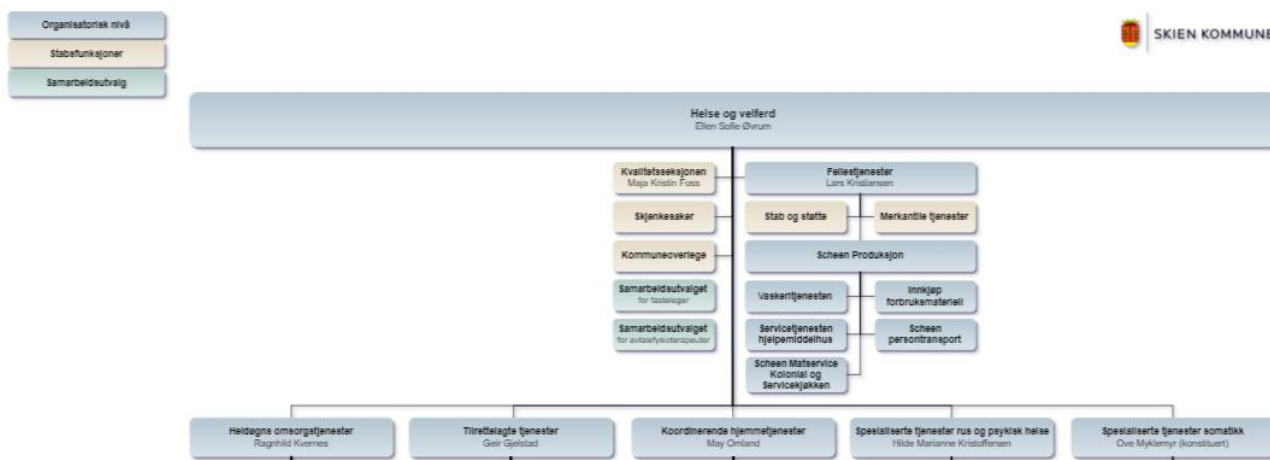 Organisatorisk nivå
Stabsfunksjoner
Samarbeidsutvalg
SKIEN KOMMUNE
Helse og velferd
Ellen Sofie Øvrum
Kvalitetsseksjonen
Maja Kristin Foss
Fellestjenester
Lars Kristiansen
Skjenkesaker
Stab og støtte
Merkantile tjenester
Kommuneoverlege
Scheen Produksjon
Samarbeidsutvalget
for fastleger
Vaskeritjenesten
Innkjøp
forbruksmateriell
Samarbeidsutvalget
for avtalefysioterapeuter
Servicetjenesten
hjelpemiddelhus
Scheen
persontransport
Scheen Matservice
Kolonial og
Servicekjøkken
Heldøgns omsorgstjenester
Ragnhild Kvernes
Tilrettelagte tjenester
Geir Gjelstad
Koordinerende hjemmetjenester
May Omland
Spesialiserte tjenester rus og psykisk helse
Hilde Marianne Kristoffersen
Spesialiserte tjenester somatikk
Ove Myklemyr (konstituert)